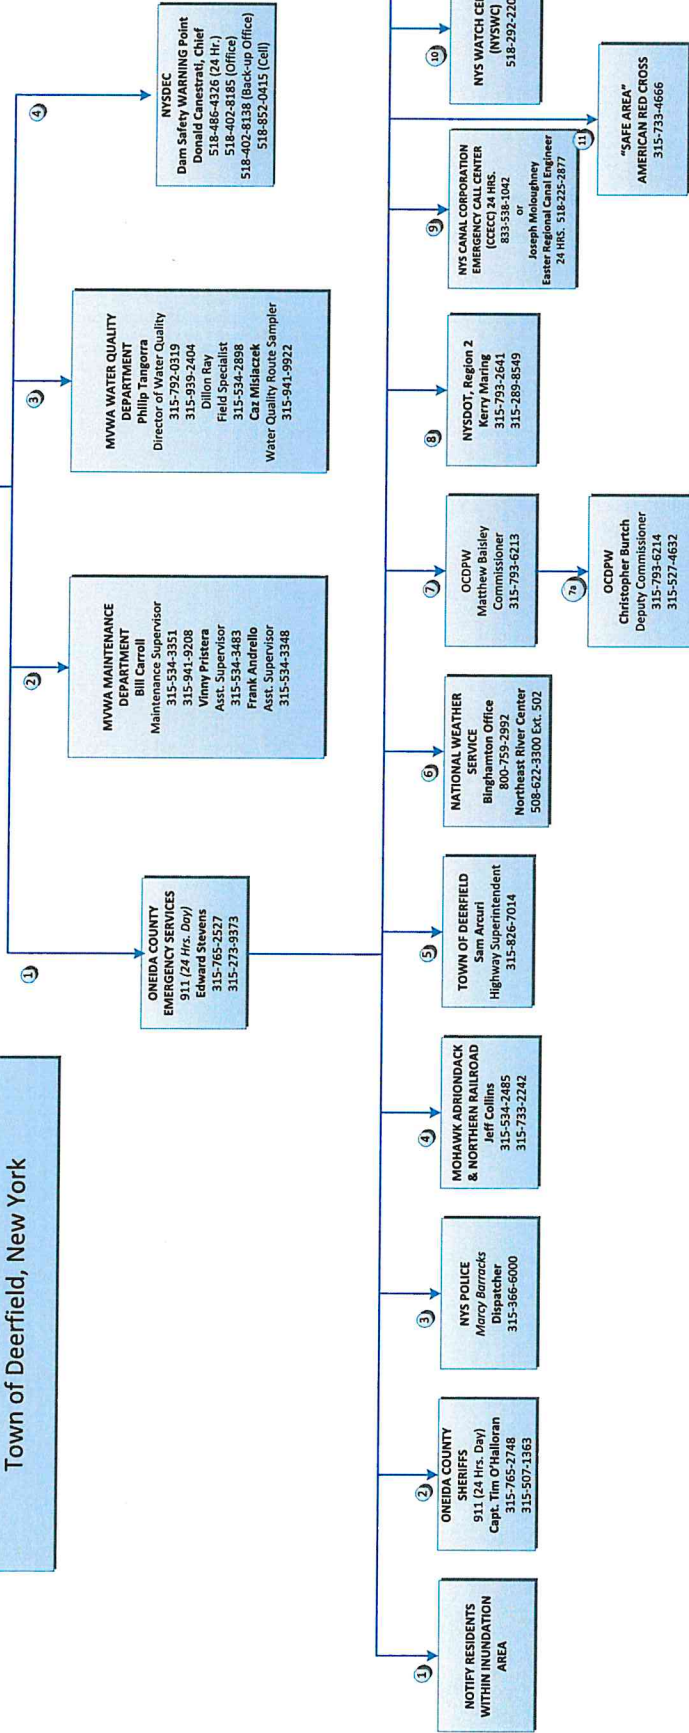 Town of Deerfield, New York
1
2
3
4
ONEIDA COUNTY
EMERGENCY SERVICES
911 (24 Hrs. Day)
Edward Stevens
315-765-2527
315-273-9373
MVWA MAINTENANCE
DEPARTMENT
Bill Carroll
Maintenance Supervisor
315-534-3351
315-941-9208
Vinny Pristera
Asst. Supervisor
315-534-3483
Frank Andrello
Asst. Supervisor
315-534-3348
MVWA WATER QUALITY
DEPARTMENT
Philip Tangorra
Director of Water Quality
315-792-0319
315-939-2404
Dillon Ray
Field Specialist
315-534-2898
Caz Misiaczek
Water Quality Route Sampler
315-941-9922
NYSDEC
Dam Safety WARNING Point
Donald Canestrati, Chief
518-486-4326 (24 Hr.)
518-402-8185 (Office)
518-402-8138 (Back-up Office)
518-852-0415 (Cell)
1
NOTIFY RESIDENTS
WITHIN INUNDATION
AREA
2
ONEIDA COUNTY
SHERIFFS
911 (24 Hrs. Day)
Capt. Tim O'Halloran
315-765-2748
315-507-1363
3
NYS POLICE
Marcy Barracks
Dispatcher
315-366-6000
4
MOHAWK ADRIONDACK
& NORTHERN RAILROAD
Jeff Collins
315-534-2485
315-733-2242
5
TOWN OF DEERFIELD
Sam Arcuri
Highway Superintendent
315-826-7014
6
NATIONAL WEATHER
SERVICE
Binghamton Office
800-759-2992
Northeast River Center
508-622-3300 Ext. 502
7
OCDPW
Matthew Baisley
Commissioner
315-793-6213
7a
OCDPW
Christopher Burtch
Deputy Commissioner
315-793-6214
315-527-4632
8
NYSDOT, Region 2
Kerry Maring
315-793-2641
315-289-8549
9
NYS CANAL CORPORATION
EMERGENCY CALL CENTER
(CCECC) 24 HRS.
833-538-1042
or
Joseph Moloughney
Easter Regional Canal Engineer
24 HRS. 518-225-2877
10
NYS WATCH CE
(NYSWC)
518-292-220
11
"SAFE AREA"
AMERICAN RED CROSS
315-733-4666